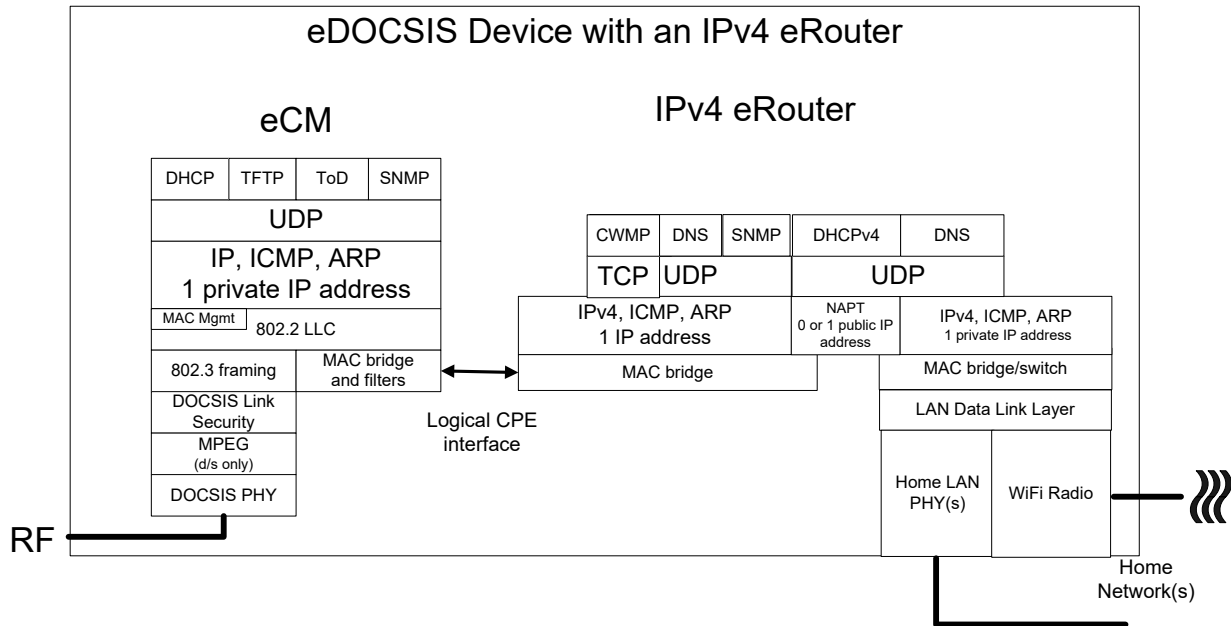 eDOCSIS Device with an IPv4 eRouter
eCM
DHCP
TFTP
ToD
SNMP
UDP
IP, ICMP, ARP
1 private IP address
MAC Mgmt
802.2 LLC
802.3 framing
MAC bridge
and filters
DOCSIS Link
Security
MPEG
(d/s only)
DOCSIS PHY
RF
Logical CPE
interface
IPv4 eRouter
CWMP
DNS
SNMP
DHCPv4
DNS
TCP
UDP
UDP
IPv4, ICMP, ARP
1 IP address
NAPT
0 or 1 public IP
address
IPv4, ICMP, ARP
1 private IP address
MAC bridge
MAC bridge/switch
LAN Data Link Layer
Home LAN
PHY(s)
WiFi Radio
Home
Network(s)